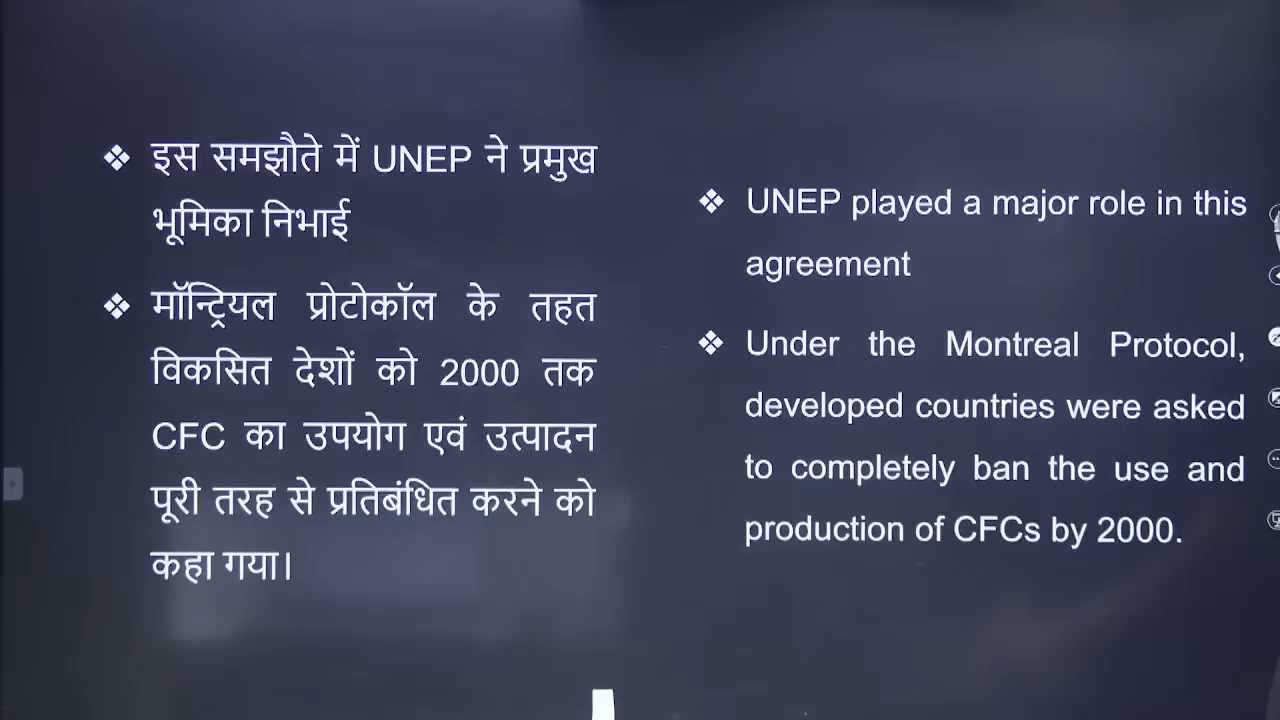 ❖ इस समझौते में UNEP ने प्रमुख
भूमिका निभाई
❖ मॉन्ट्रियल प्रोटोकॉल के तहत
विकसित देशों को 2000 तक
CFC का उपयोग एवं उत्पादन
पूरी तरह से प्रतिबंधित करने को
कहा गया।
❖ UNEP played a major role in this
agreement
❖ Under the Montreal Protocol,
developed countries were asked
to completely ban the use and
production of CFCs by 2000.